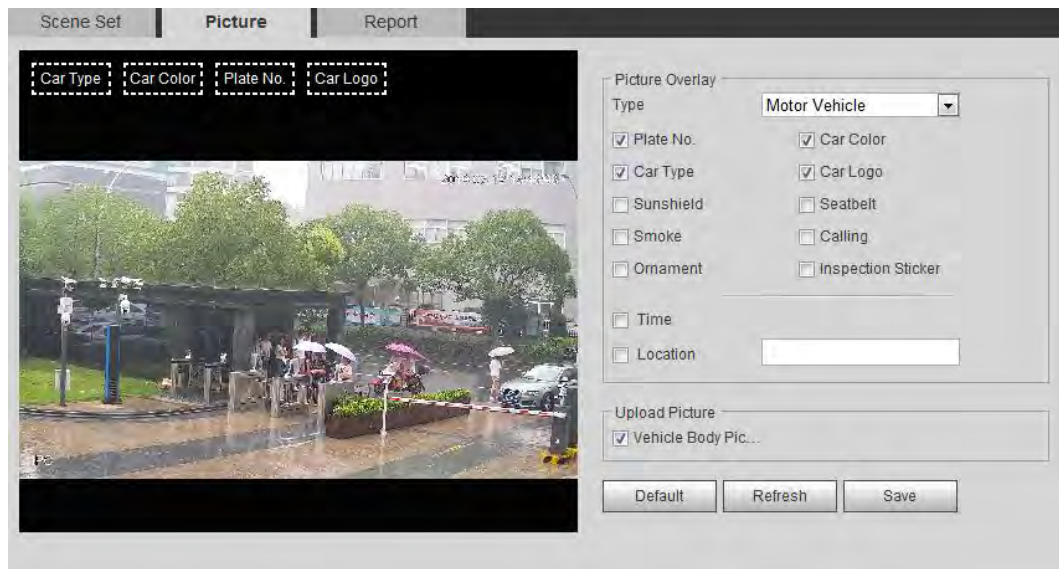 Scene Set Picture Report
Car Type Car Color Plate No. Car Logo
Picture Overlay
Type Motor Vehicle
Plate No. Car Color
Car Type Car Logo
Sunshield Seatbelt
Smoke Calling
Ornament Inspection Sticker
Time
Location
Upload Picture
Vehicle Body Pic...
Default Refresh Save